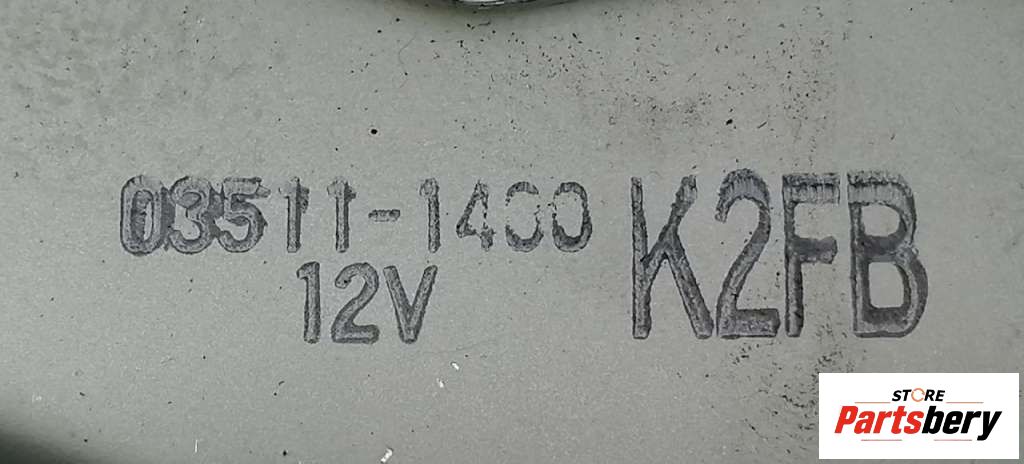 03511-1400 K2FB
12V
STORE
Partsbery